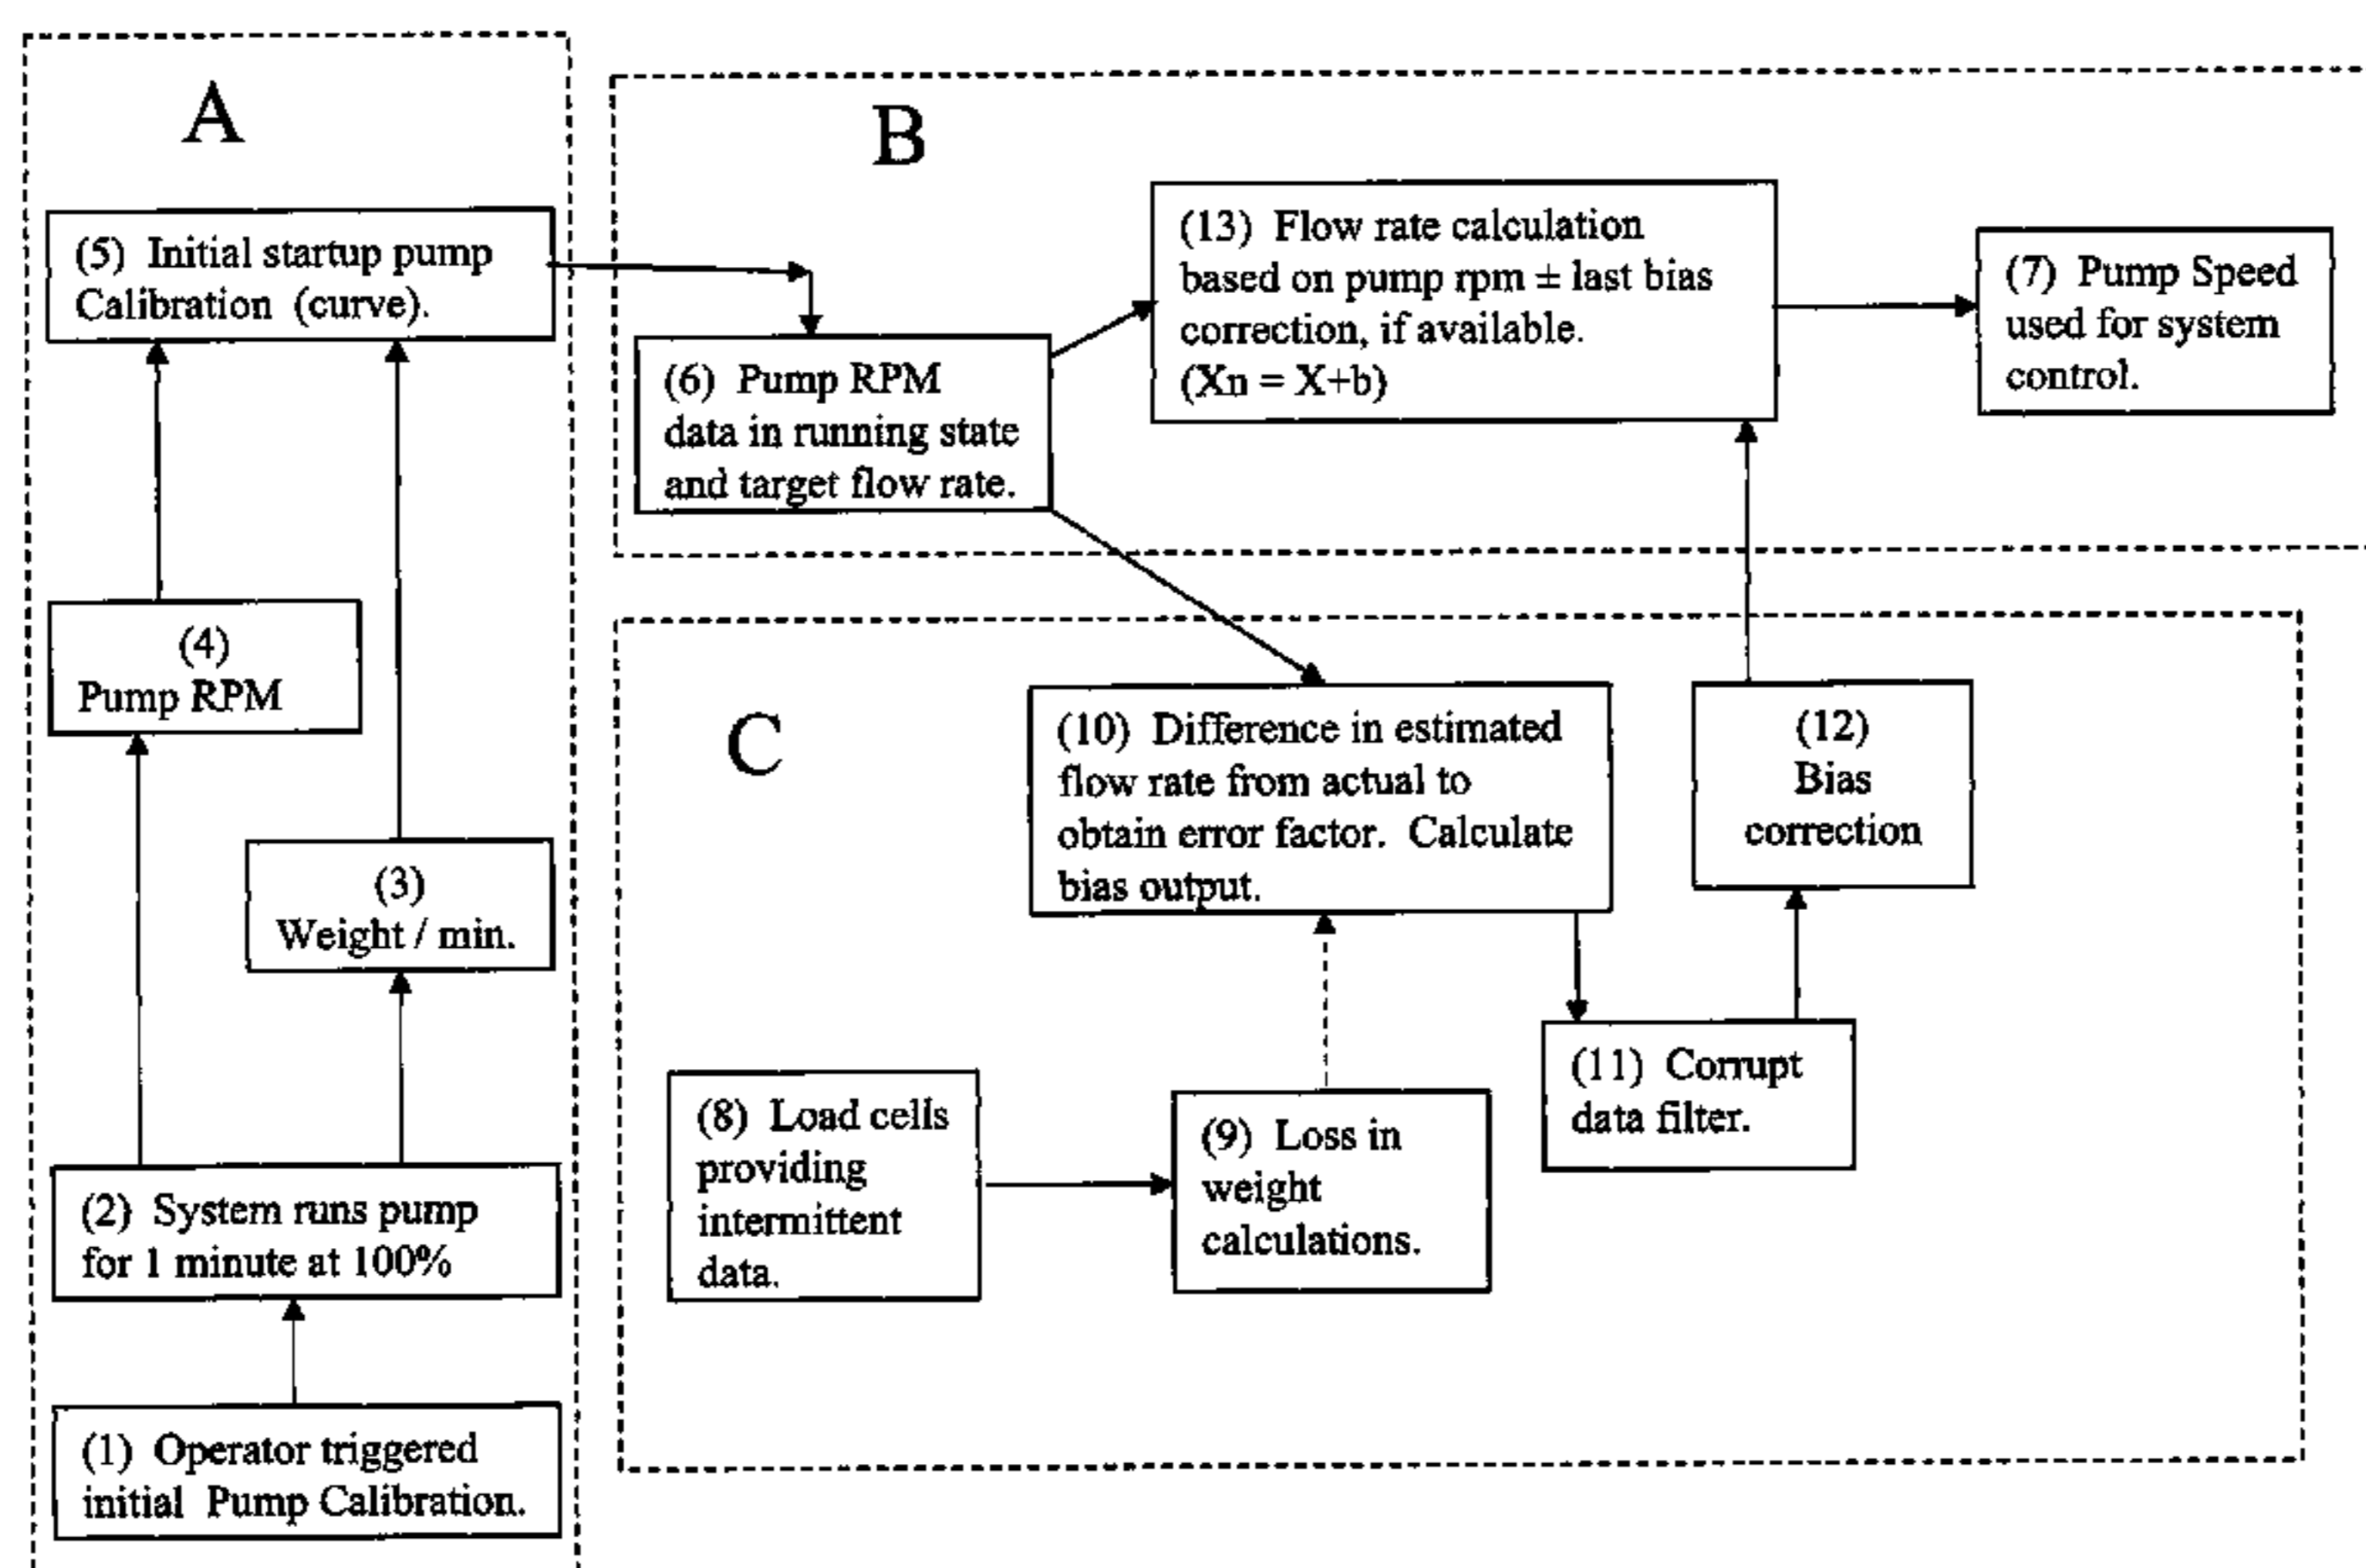 A
(5) Initial startup pump
Calibration (curve).
(4)
Pump RPM
(3)
Weight / min.
(2) System runs pump
for 1 minute at 100%
(1) Operator triggered
initial Pump Calibration.
B
(6) Pump RPM
data in running state
and target flow rate.
(13) Flow rate calculation
based on pump rpm ± last bias
correction, if available.
(Xn = X+b)
(7) Pump Speed
used for system
control.
C
(10) Difference in estimated
flow rate from actual to
obtain error factor. Calculate
bias output.
(12)
Bias
correction
(8) Load cells
providing
intermittent
data.
(9) Loss in
weight
calculations.
(11) Corrupt
data filter.